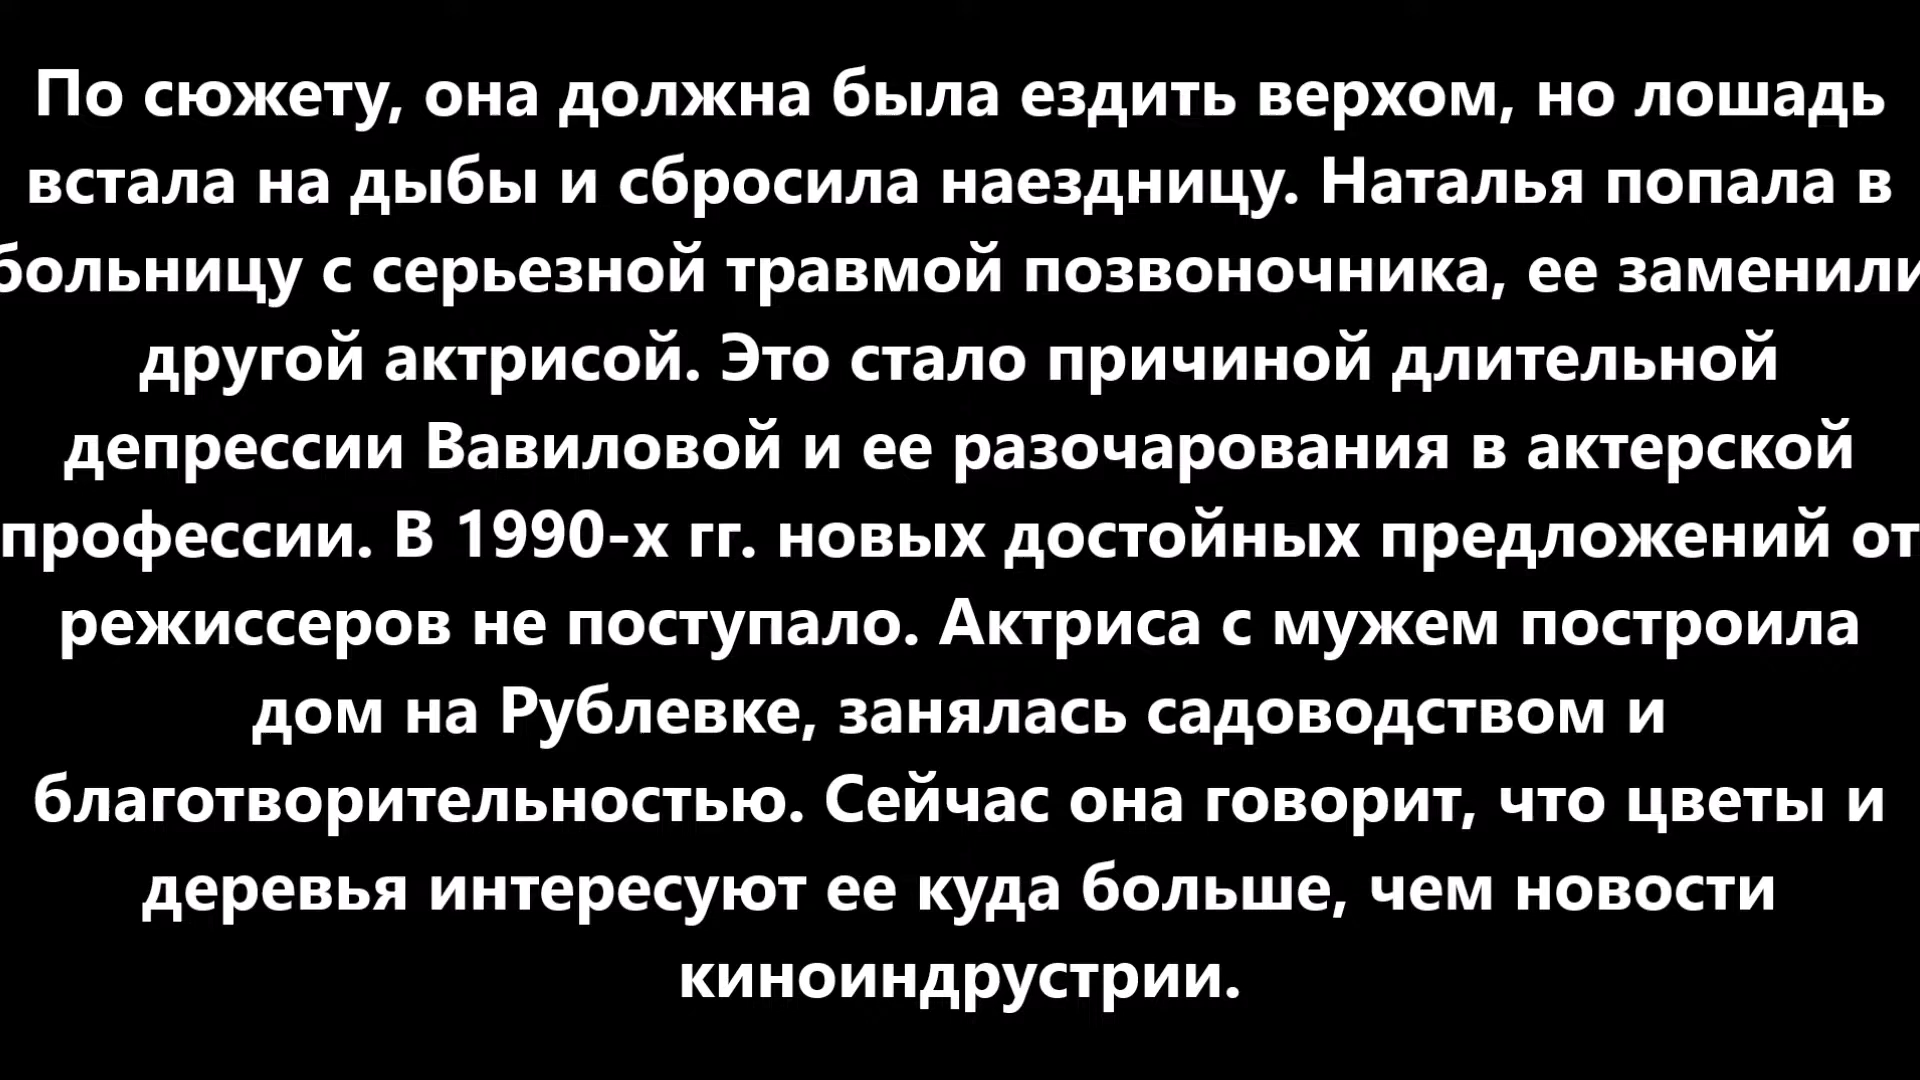 По сюжету, она должна была ездить верхом, но лошадь
встала на дыбы и сбросила наездницу. Наталья попала в
больницу с серьезной травмой позвоночника, ее заменили
другой актрисой. Это стало причиной длительной
депрессии Вавиловой и ее разочарования в актерской
профессии. В 1990-х гг. новых достойных предложений от
режиссеров не поступало. Актриса с мужем построила
дом на Рублевке, занялась садоводством и
благотворительностью. Сейчас она говорит, что цветы и
деревья интересуют ее куда больше, чем новости
киноиндрустрии.